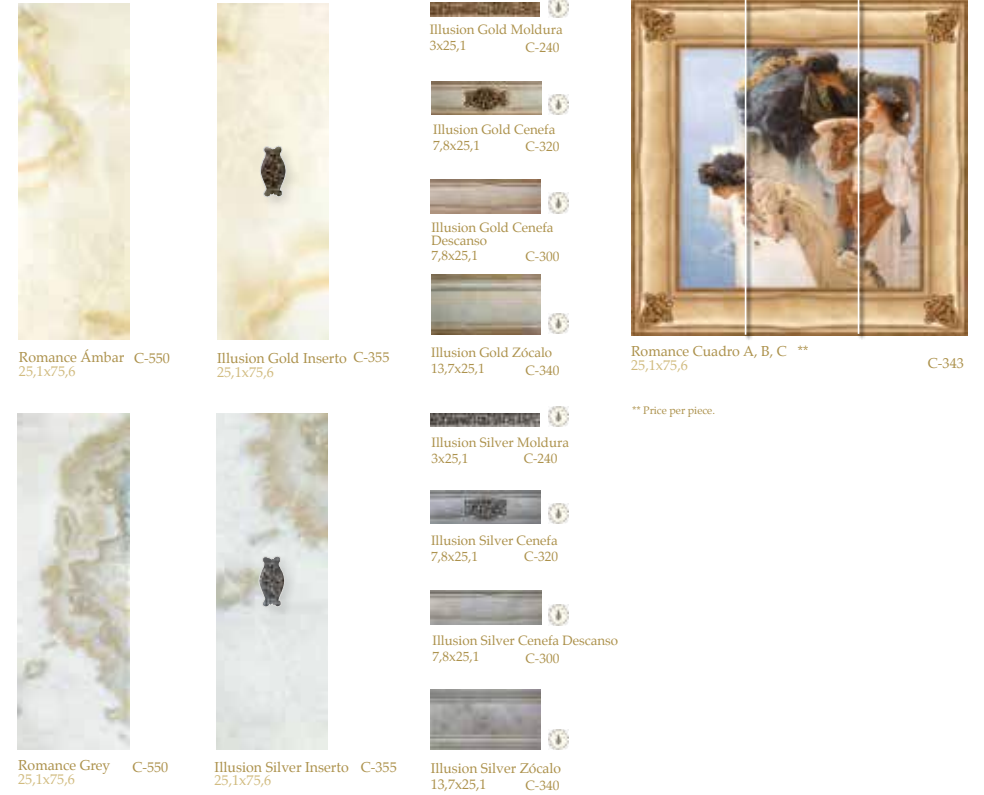 Illusion Gold Moldura
3x25,1 C-240
Illusion Gold Cenefa
7,8x25,1 C-320
Illusion Gold Cenefa
Descanso
7,8x25,1 C-300
Illusion Gold Zócalo
13,7x25,1 C-340
Romance Ámbar C-550
25,1x75,6
Illusion Gold Inserto C-355
25,1x75,6
Romance Cuadro A, B, C **
25,1x75,6 C-343
** Price per piece.
Illusion Silver Moldura
3x25,1 C-240
Illusion Silver Cenefa
7,8x25,1 C-320
Illusion Silver Cenefa Descanso
7,8x25,1 C-300
Illusion Silver Zócalo
13,7x25,1 C-340
Romance Grey C-550
25,1x75,6
Illusion Silver Inserto C-355
25,1x75,6